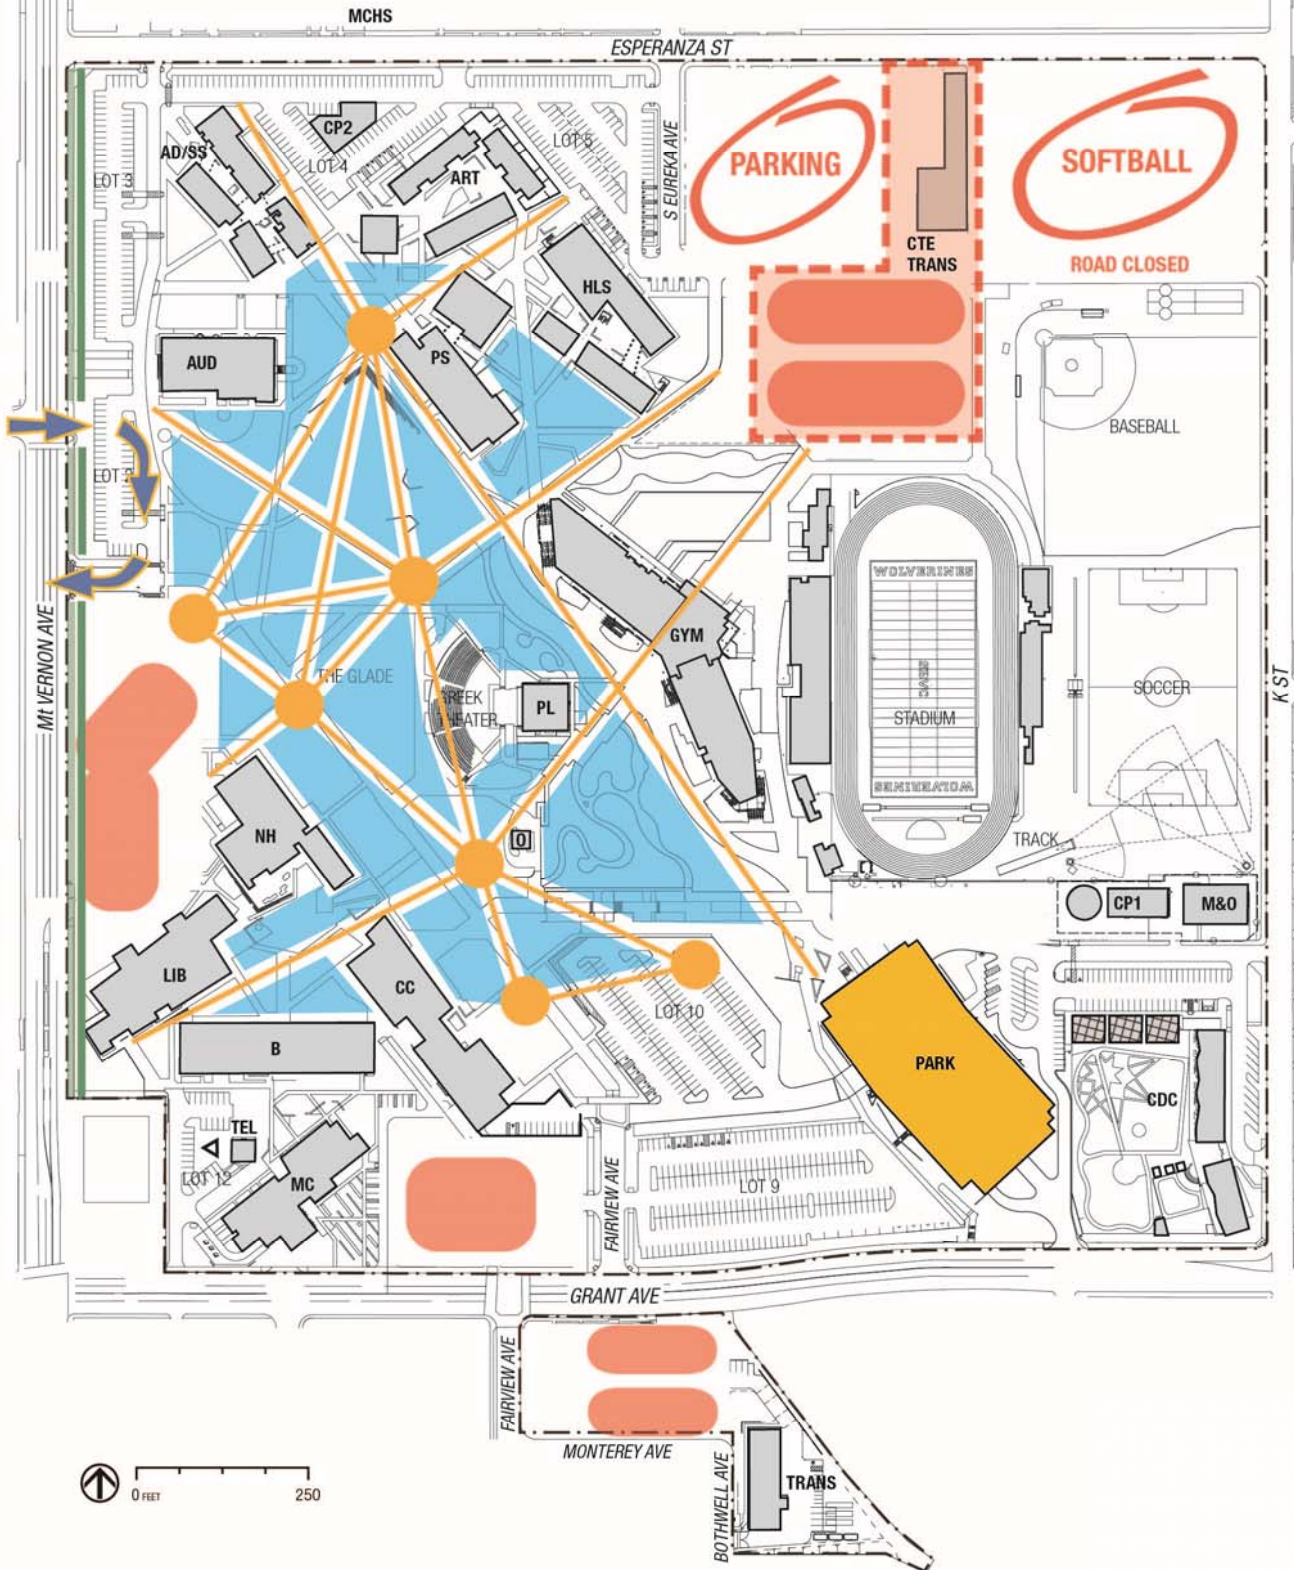 MCHS
ESPERANZA ST
CP2
AD/SS
LOT 3
LOT 4
LOT 5
ART
S EUREKA AVE
PARKING
SOFTBALL
CTE
TRANS
ROAD CLOSED
HLS
AUD
PS
BASEBALL
LOT 2
WOLVERINES
Mt VERNON AVE
GYM
THE GLADE
GREEK
THEATER
PL
SBVC
STADIUM
SOCCER
K ST
WOLVERINES
NH
O
TRACK
CP1
M&O
LIB
CC
LOT 10
B
PARK
CDC
TEL
LOT 12
MC
FAIRVIEW AVE
LOT 9
GRANT AVE
FAIRVIEW AVE
MONTEREY AVE
BOTHWELL AVE
TRANS
0 FEET
250